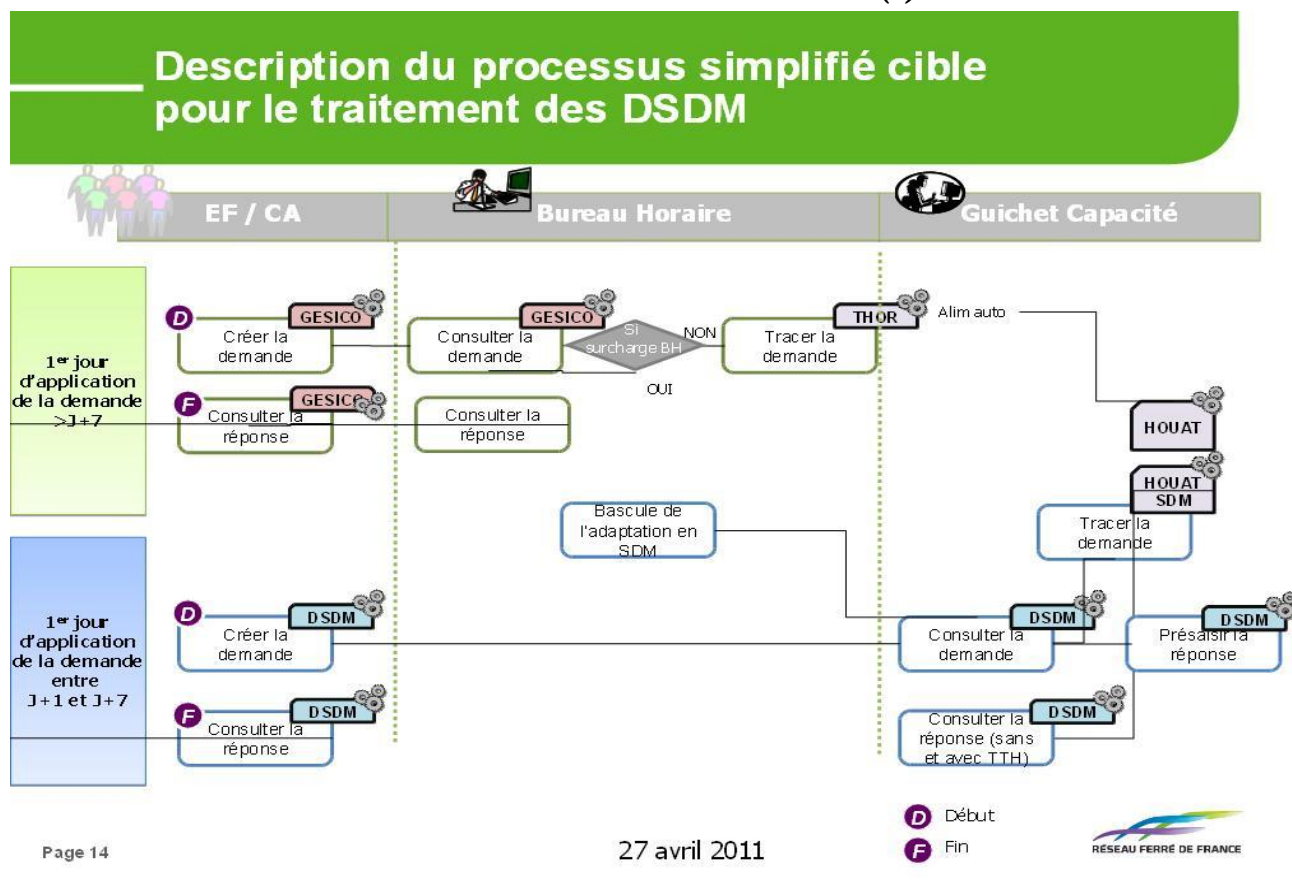 (s)
Description du processus simplifié cible
pour le traitement des DSDM
EF / CA
Bureau Horaire
Guichet Capacité
1er jour
d'application
de la demande
>J+7
D
GESICO
Créer la
demande
GESICO
Consulter la
demande
Si
surcharge BH
NON
OUI
THOR
Tracer la
demande
Alim auto
F
GESICO
Consulter la
réponse
Consulter la
réponse
HOUAT
HOUAT
SDM
Tracer la
demande
Bascule de
l'adaptation en
SDM
1er jour
d'application
de la demande
entre
J+1 et J+7
D
DSDM
Créer la
demande
DSDM
Consulter la
demande
DSDM
Présaisir la
réponse
F
DSDM
Consulter la
réponse
DSDM
Consulter la
réponse (sans
et avec TTH)
D Début
F Fin
Page 14
27 avril 2011
RÉSEAU FERRÉ DE FRANCE